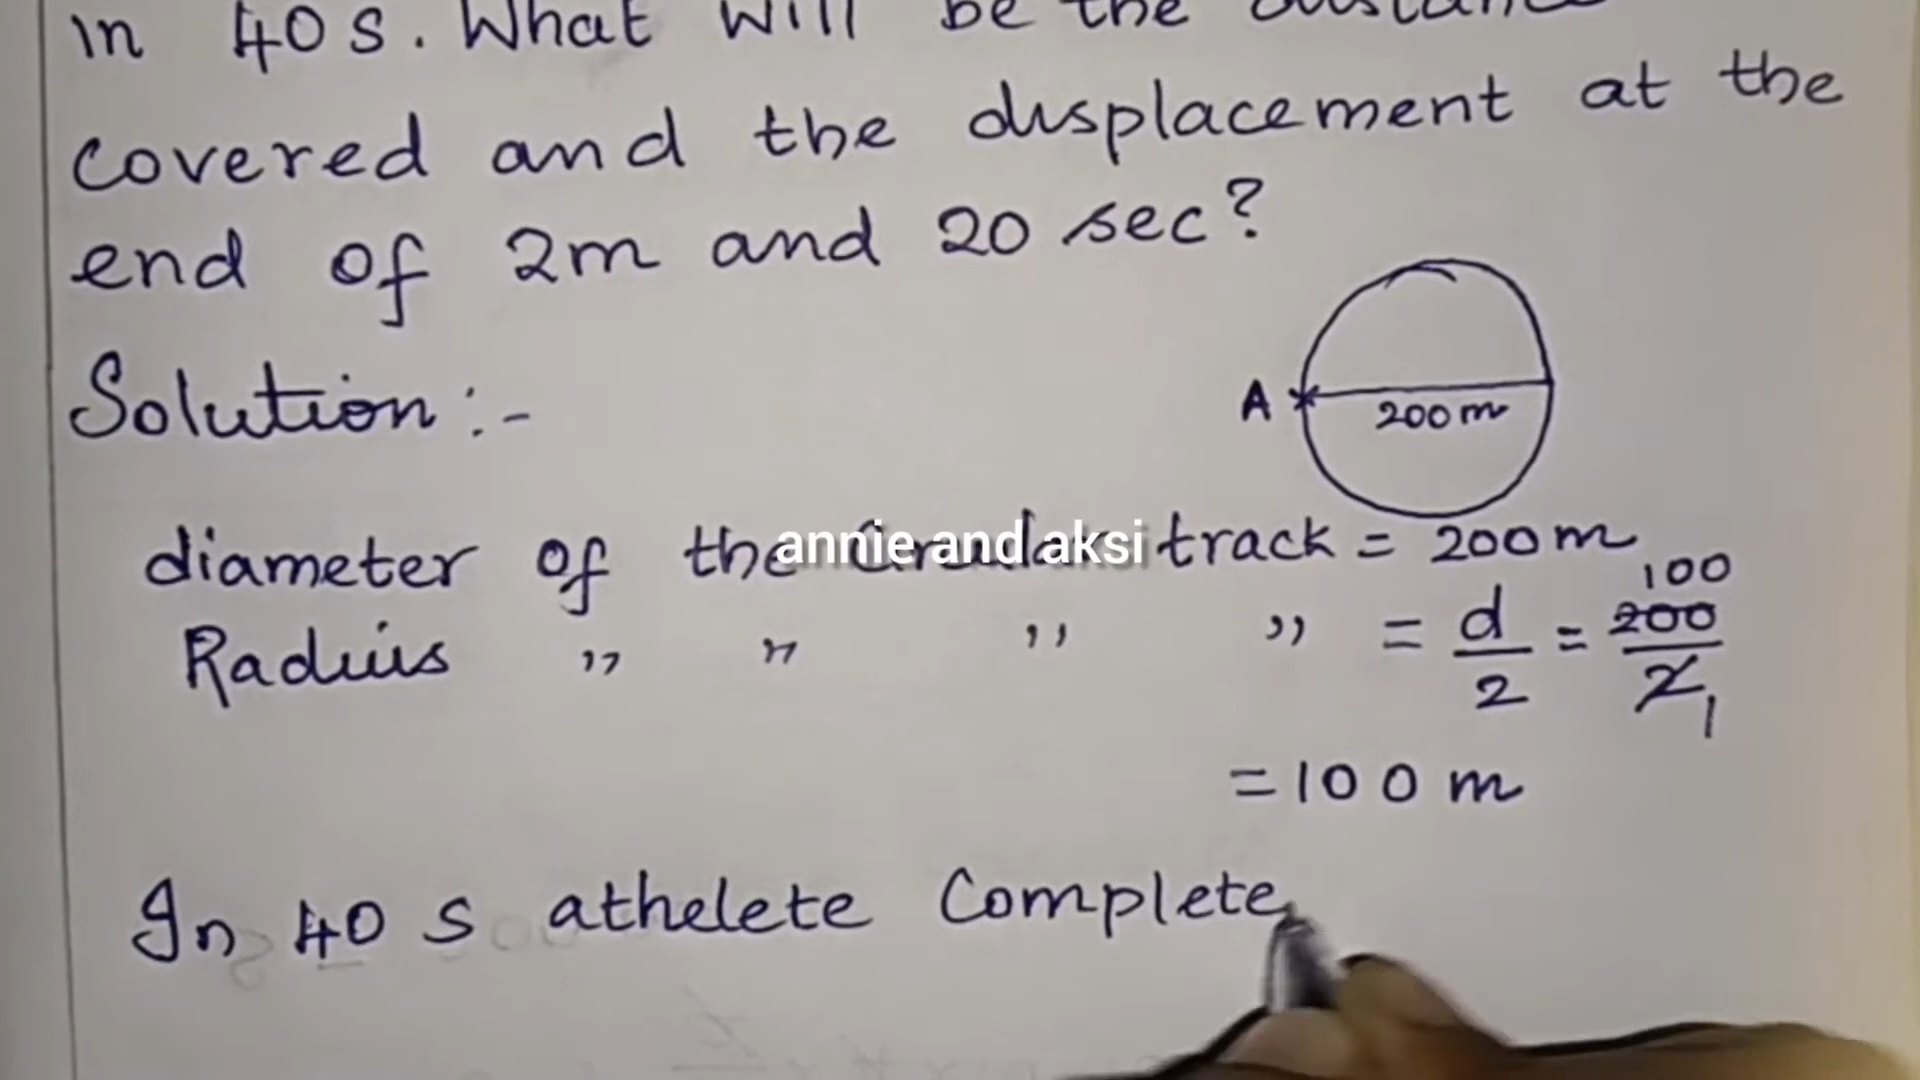 in 40 s. What will be the distance
covered and the displacement at the
end of 2m and 20 sec?
Solution :-
A
200 m
diameter of the Circular track = 200 m
Radius " " " " = d/2 = 200/2
100
1
= 100 m
In 40 s athelete Complete
annie and aksi